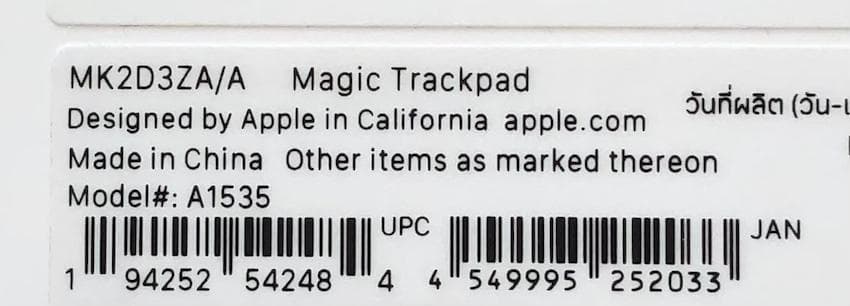 MK2D3ZA/A Magic Trackpad
วันที่ผลิต (วัน-เ
Designed by Apple in California apple.com
Made in China Other items as marked thereon
Model#: A1535
UPC JAN
1 94252 54248 4 4 549995 252033